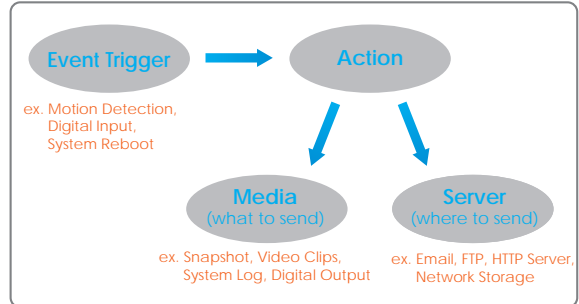 Event Trigger
Action
ex. Motion Detection,
Digital Input,
System Reboot
Media
(what to send)
Server
(where to send)
ex. Snapshot, Video Clips,
System Log, Digital Output
ex. Email, FTP, HTTP Server,
Network Storage